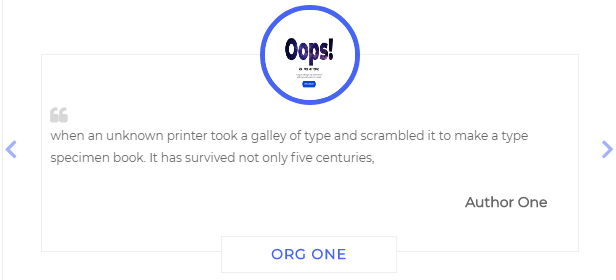 Oops!
when an unknown printer took a galley of type and scrambled it to make a type
specimen book. It has survived not only five centuries,
Author One
ORG ONE